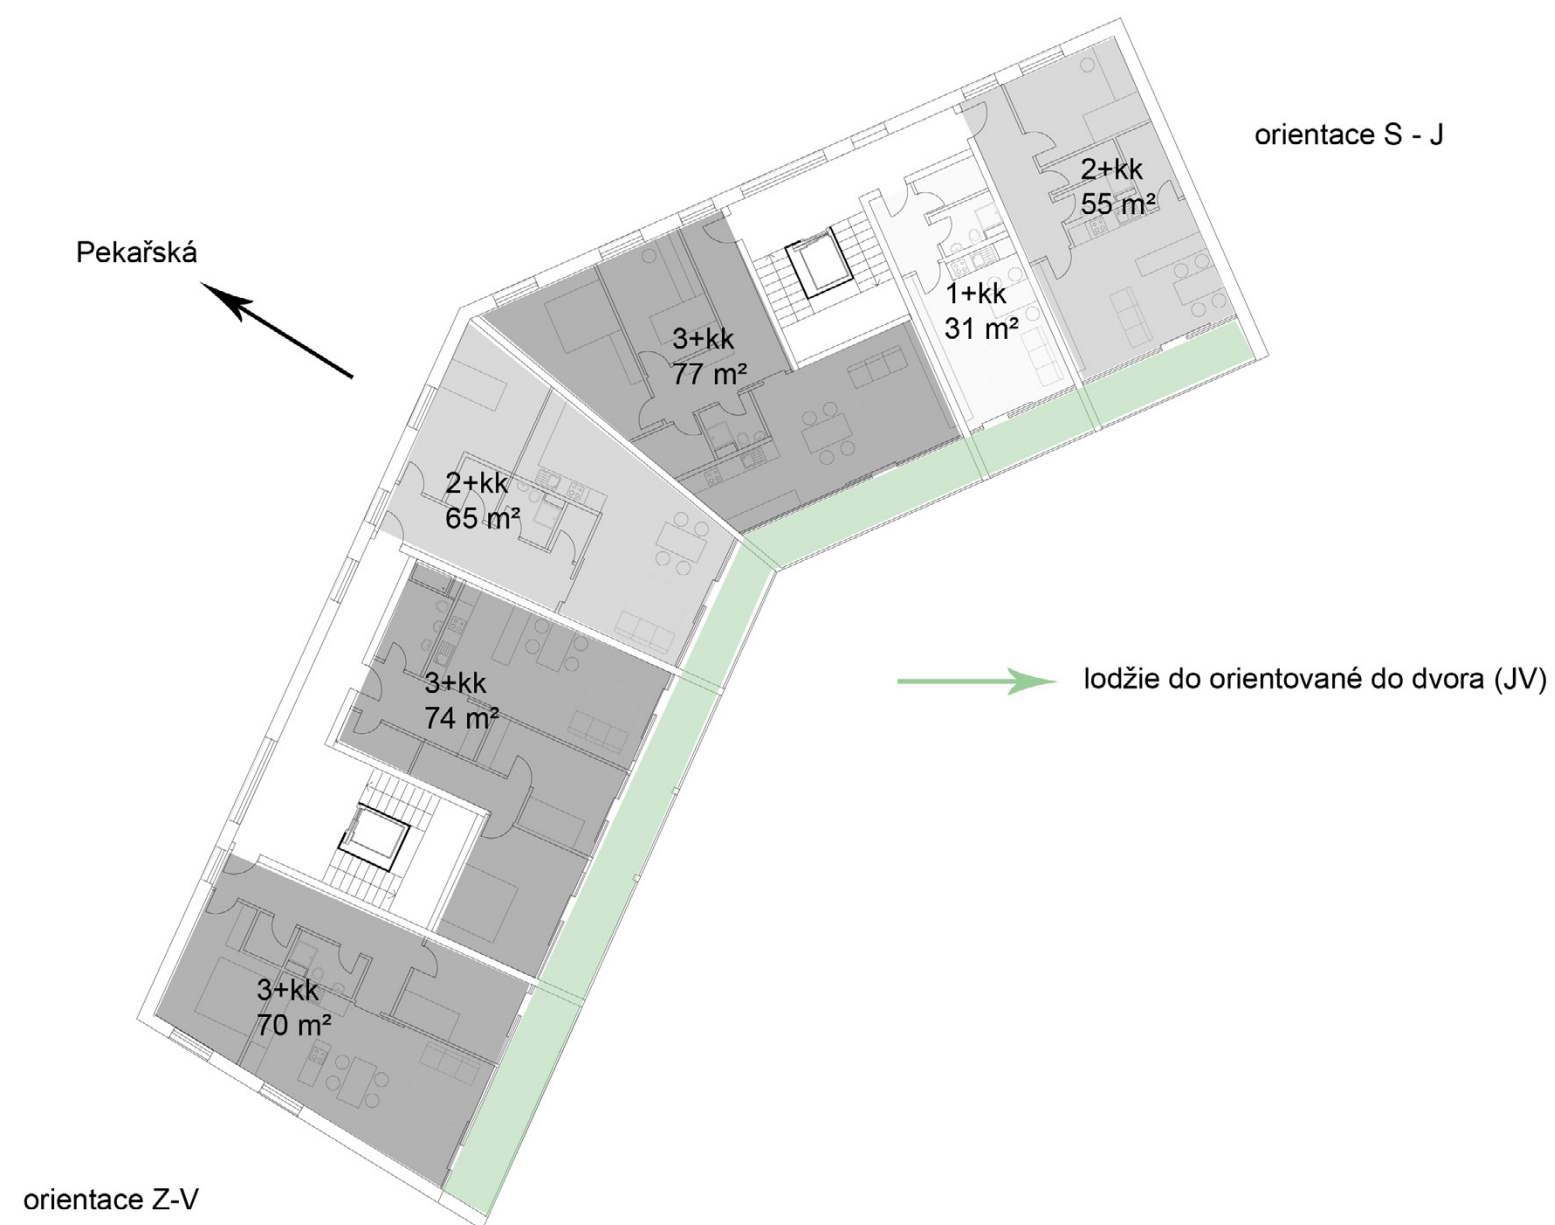 orientace S - J
2+kk
55 m²
Pekařská
1+kk
31 m²
3+kk
77 m²
2+kk
65 m²
3+kk
74 m²
lodžie do orientované do dvora (JV)
3+kk
70 m²
orientace Z-V